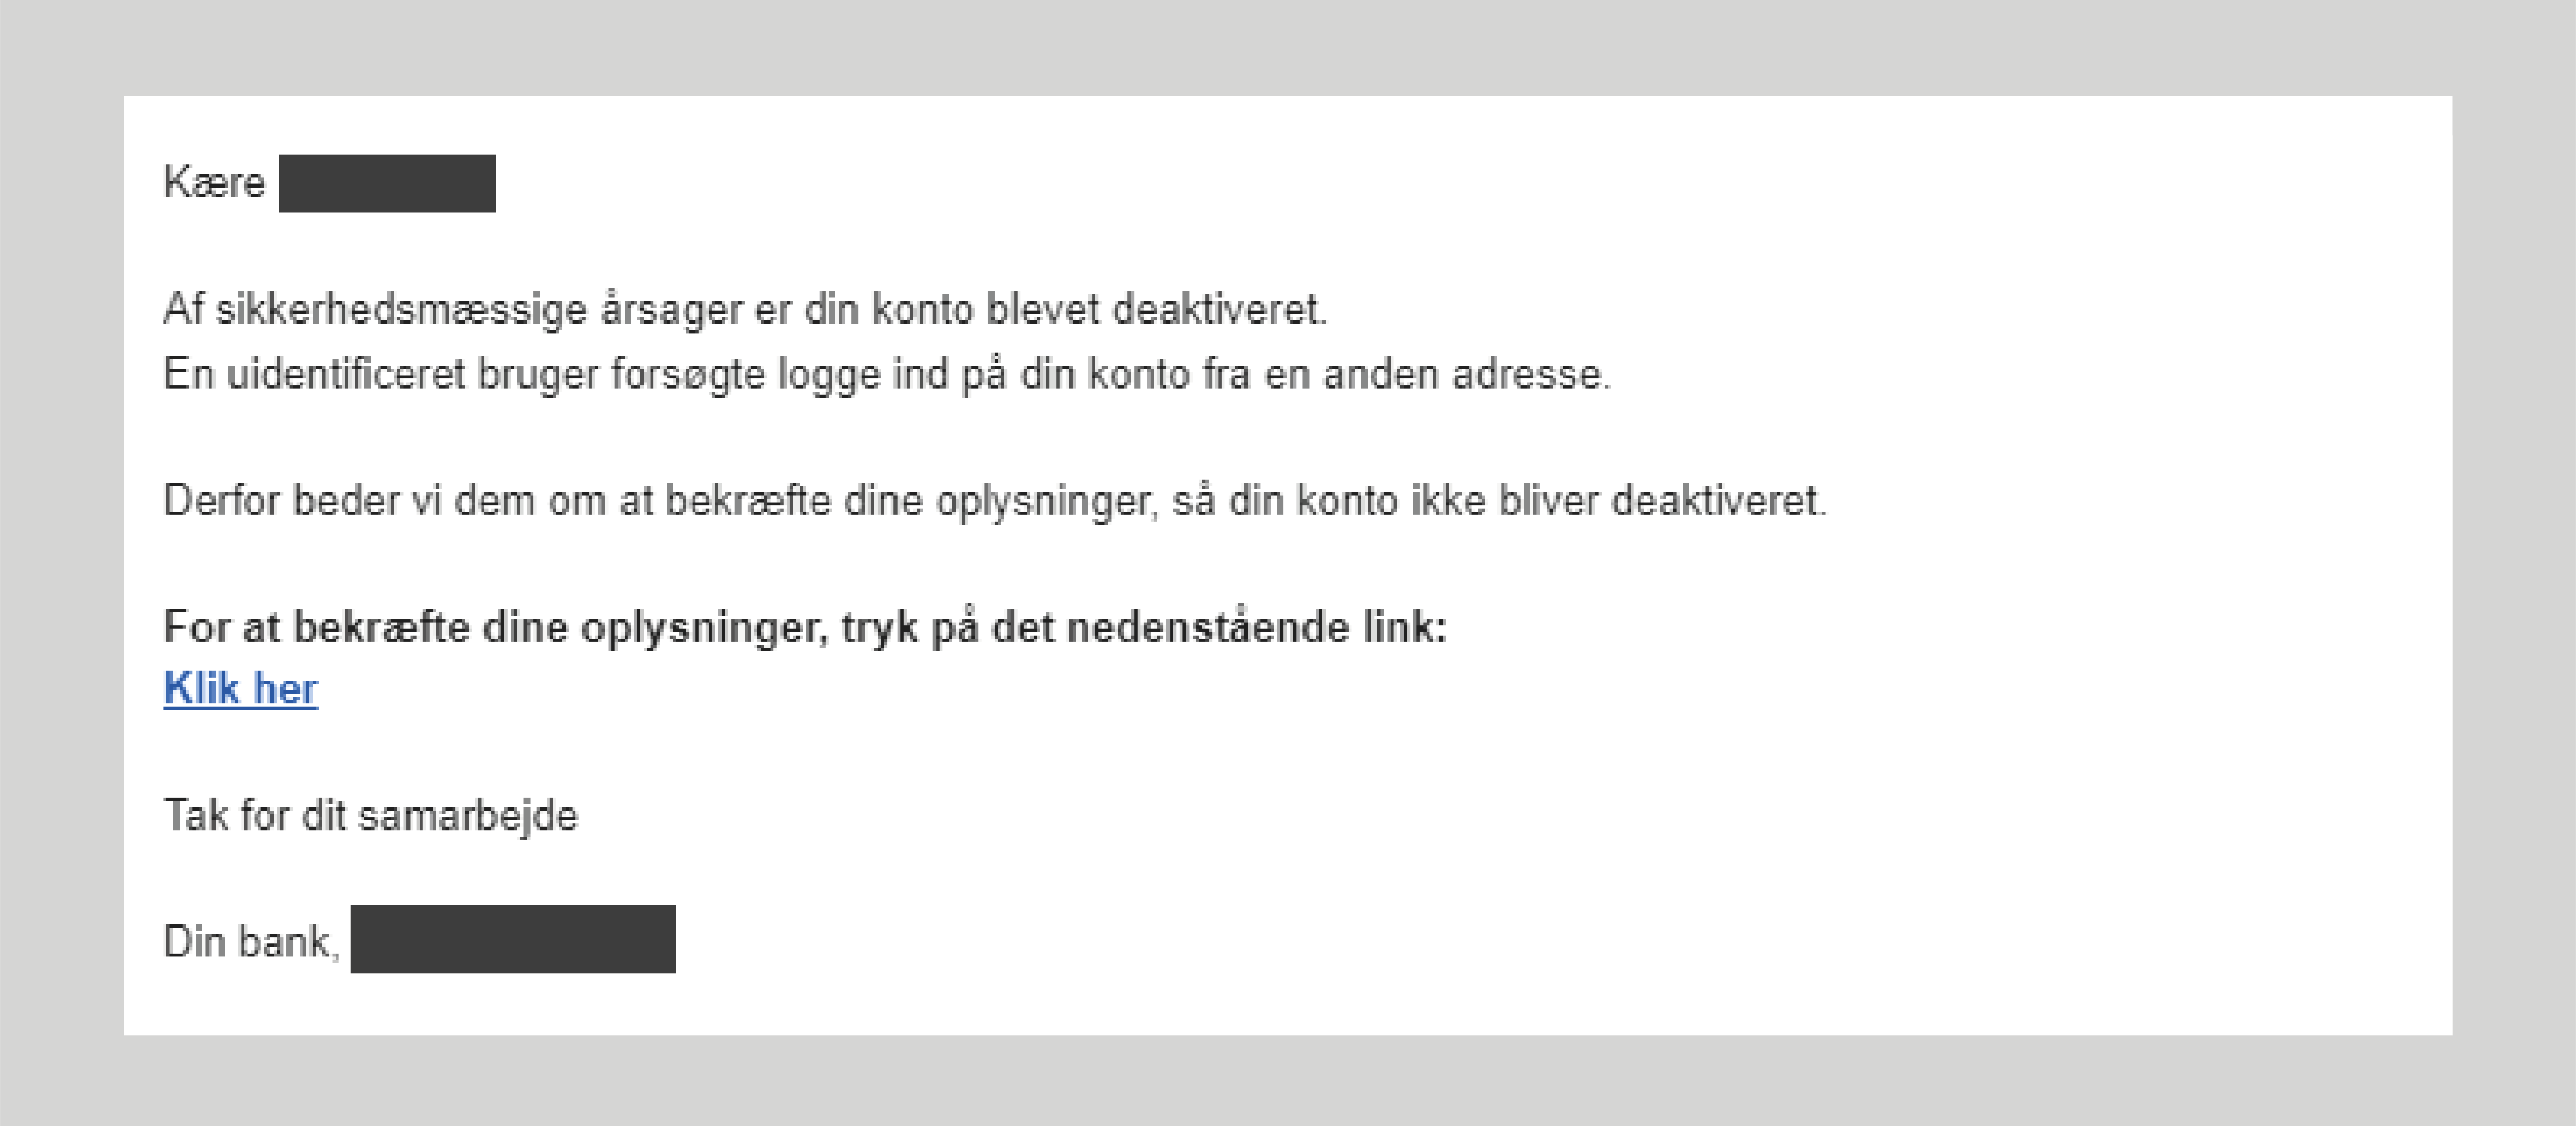 Kære
Af sikkerhedsmæssige årsager er din konto blevet deaktiveret.
En uidentificeret bruger forsøgte logge ind på din konto fra en anden adresse.
Derfor beder vi dem om at bekræfte dine oplysninger, så din konto ikke bliver deaktiveret.
For at bekræfte dine oplysninger, tryk på det nedenstående link:
Klik her
Tak for dit samarbejde
Din bank,